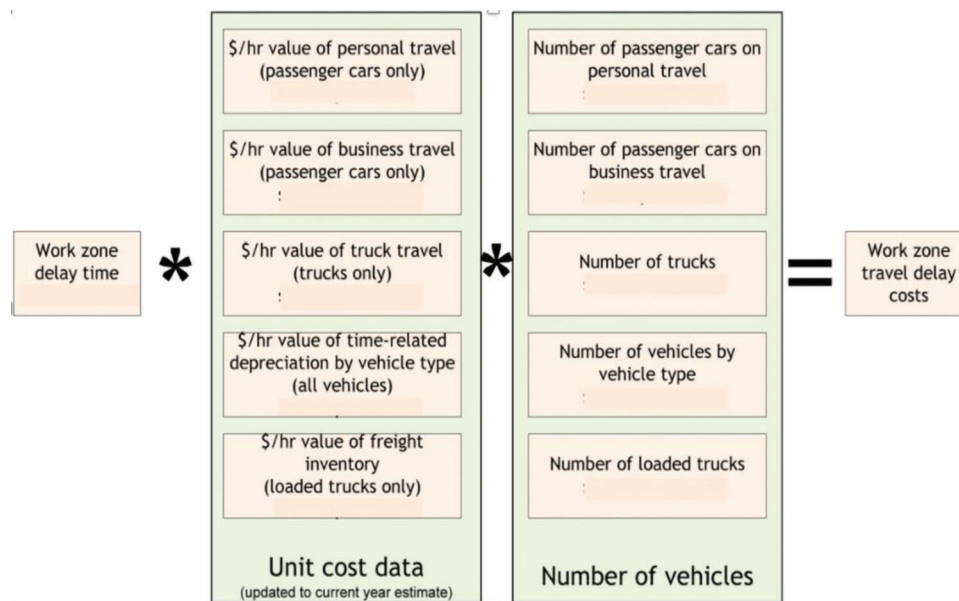 $/hr value of personal travel
(passenger cars only)
$/hr value of business travel
(passenger cars only)
$/hr value of truck travel
(trucks only)
$/hr value of time-related
depreciation by vehicle type
(all vehicles)
$/hr value of freight
inventory
(loaded trucks only)
Unit cost data
(updated to current year estimate)
Number of passenger cars on
personal travel
Number of passenger cars on
business travel
Number of trucks
Number of vehicles by
vehicle type
Number of loaded trucks
Number of vehicles
Work zone
delay time
*
*
=
Work zone
travel delay
costs